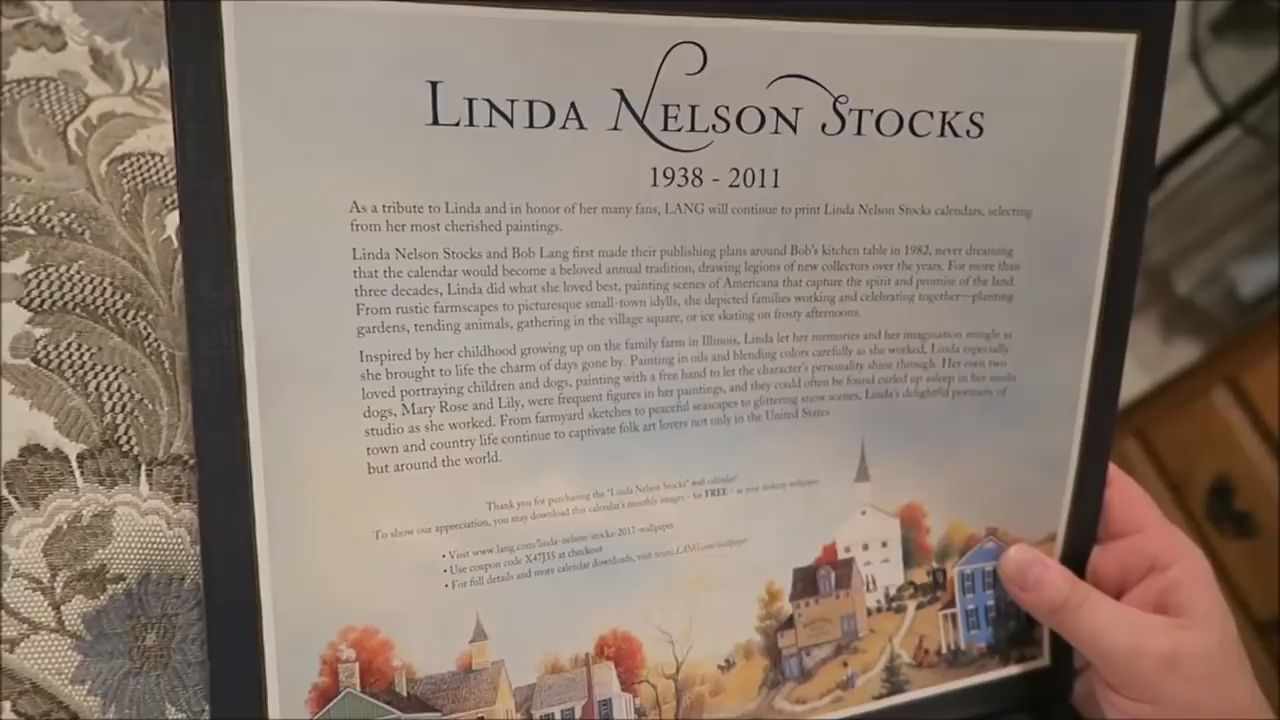 LINDA NELSON STOCKS
1938 - 2011
As a tribute to Linda and in honor of her many fans, LANG will continue to print Linda Nelson Stocks calendars, selecting
from her most cherished paintings.
Linda Nelson Stocks and Bob Lang first made their publishing plans around Bob's kitchen table in 1982, never dreaming
that the calendar would become a beloved annual tradition, drawing legions of new collectors over the years. For more than
three decades, Linda did what she loved best, painting scenes of Americana that capture the spirit and promise of the land.
From rustic farmscapes to picturesque small-town idylls, she depicted families working and celebrating together—planting
gardens, tending animals, gathering in the village square, or ice skating on frosty afternoons.
Inspired by her childhood growing up on the family farm in Illinois, Linda let her memories and her imagination mingle as
she brought to life the charm of days gone by. Painting in oils and blending colors carefully as she worked, Linda especially
loved portraying children and dogs, painting with a free hand to let the character's personality shine through. Her own two
dogs, Mary Rose and Lily, were frequent figures in her paintings, and they could often be found curled up asleep in her
studio as she worked. From farmyard sketches to peaceful seascapes to glittering snow scenes, Linda's delightful portraits of
town and country life continue to captivate folk art lovers not only in the United States
but around the world.
Thank you for purchasing the "Linda Nelson Stocks" wall calendar!
To show our appreciation, you may download this calendar's monthly images - for FREE - as your desktop wallpaper
• Visit www.lang.com/linda-nelson-stocks-2017-wallpaper
• Use coupon code X47J35 at checkout
• For full details and more calendar downloads, visit www.LANG.com/wallpaper